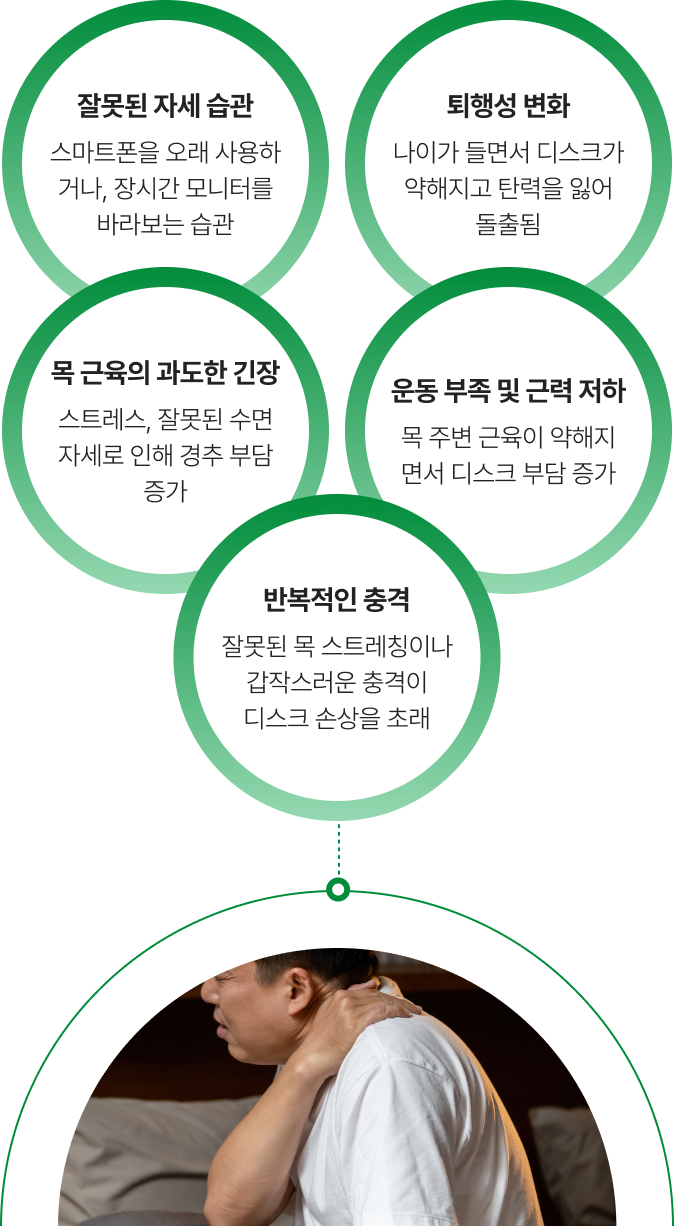 잘못된 자세 습관
스마트폰을 오래 사용하
거나, 장시간 모니터를
바라보는 습관
퇴행성 변화
나이가 들면서 디스크가
약해지고 탄력을 잃어
돌출됨
목 근육의 과도한 긴장
스트레스, 잘못된 수면
자세로 인해 경추 부담
증가
운동 부족 및 근력 저하
목 주변 근육이 약해지
면서 디스크 부담 증가
반복적인 충격
잘못된 목 스트레칭이나
갑작스러운 충격이
디스크 손상을 초래